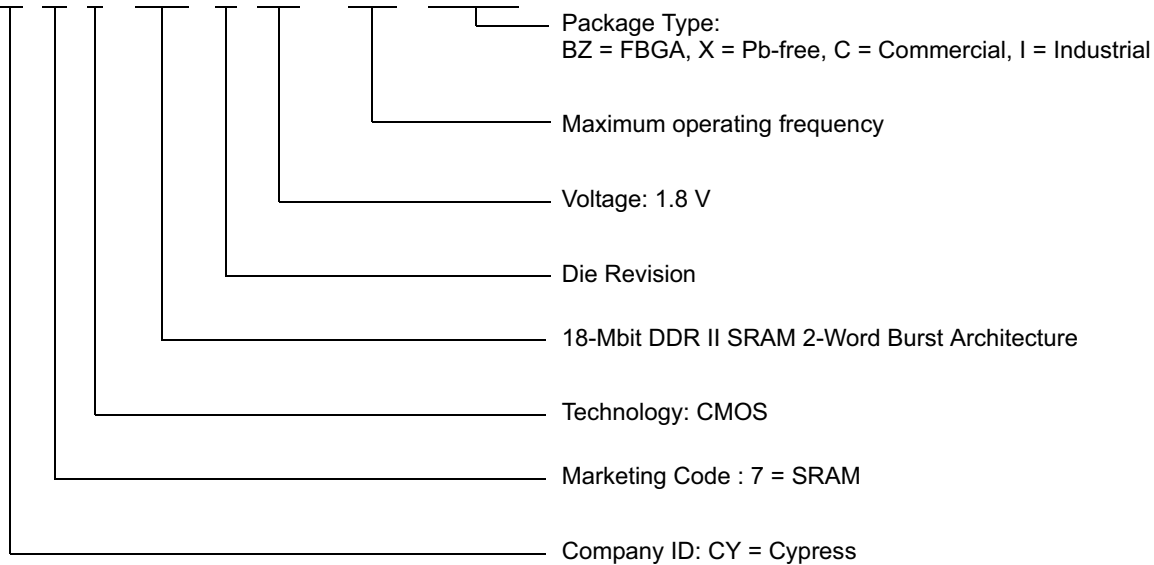 Package Type:
BZ = FBGA, X = Pb-free, C = Commercial, I = Industrial
Maximum operating frequency
Voltage: 1.8 V
Die Revision
18-Mbit DDR II SRAM 2-Word Burst Architecture
Technology: CMOS
Marketing Code : 7 = SRAM
Company ID: CY = Cypress